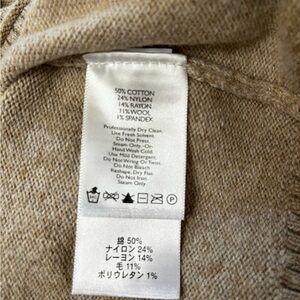 50% COTTON
24% NYLON
14% RAYON
11% WOOL
1% SPANDEX
Professionally Dry Clean.
Use Fresh Solvent.
Do Not Press.
Steam Only.-Or-
Hand Wash Cold.
Use Mild Detergent.
Do Not Wring Or Twist.
Do Not Bleach
Reshape, Dry Flat
Do Not Iron.
Steam Only
綿 50%
ナイロン 24%
レーヨン 14%
毛 11%
ポリウレタン 1%